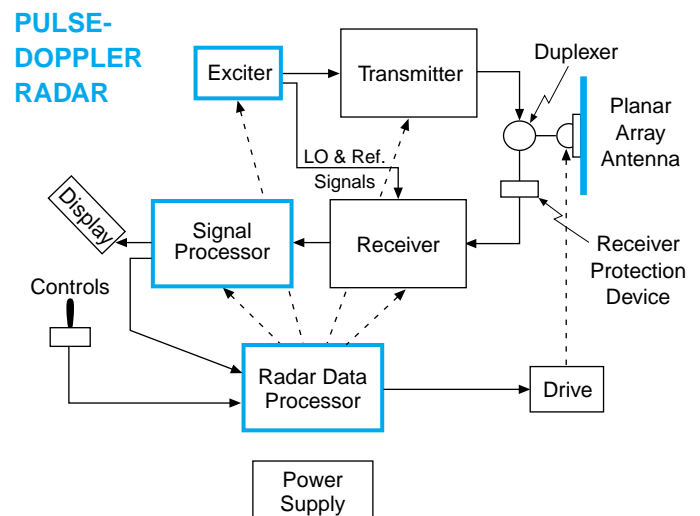 PULSE-
DOPPLER
RADAR
Exciter
Transmitter
Duplexer
Planar
Array
Antenna
LO & Ref.
Signals
Display
Signal
Processor
Receiver
Receiver
Protection
Device
Controls
Radar Data
Processor
Drive
Power
Supply